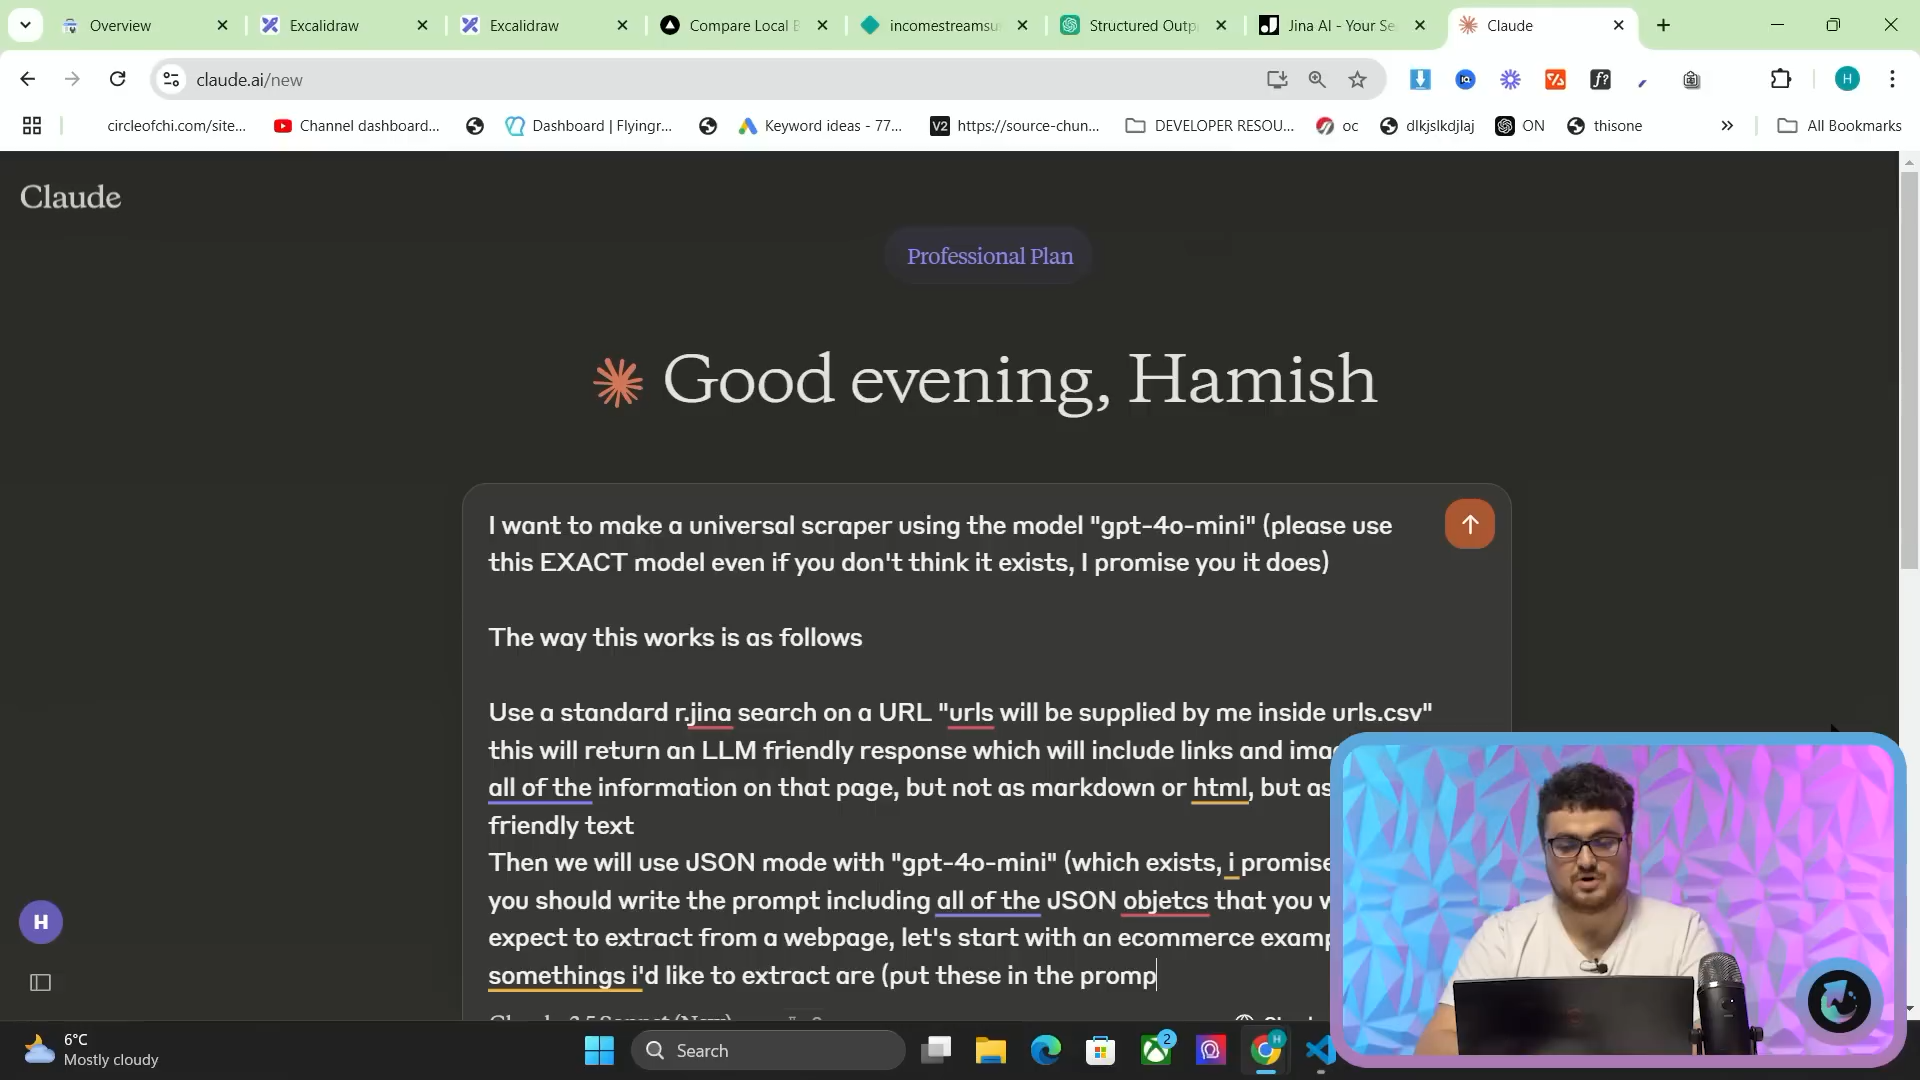 Overview
Excalidraw
Excalidraw
Compare Local B
incomestreamsu
Structured Outp
Jina AI - Your Se
Claude
claude.ai/new
circleofchi.com/site...
Channel dashboard...
Dashboard | Flyingr...
Keyword ideas - 77...
V2
https://source-chun...
DEVELOPER RESOU...
oc
dlkjslkdjlaj
ON
thisone
All Bookmarks
H
Claude
Professional Plan
Good evening, Hamish
I want to make a universal scraper using the model "gpt-4o-mini" (please use
this EXACT model even if you don't think it exists, I promise you it does)
The way this works is as follows
Use a standard r.jina search on a URL "urls will be supplied by me inside urls.csv"
this will return an LLM friendly response which will include links and ima
all of the information on that page, but not as markdown or html, but as
friendly text
Then we will use JSON mode with "gpt-4o-mini" (which exists, i promise
you should write the prompt including all of the JSON objetcs that you w
expect to extract from a webpage, let's start with an ecommerce examp
somethings i'd like to extract are (put these in the promp
H
6°C
Mostly cloudy
Search
2
H